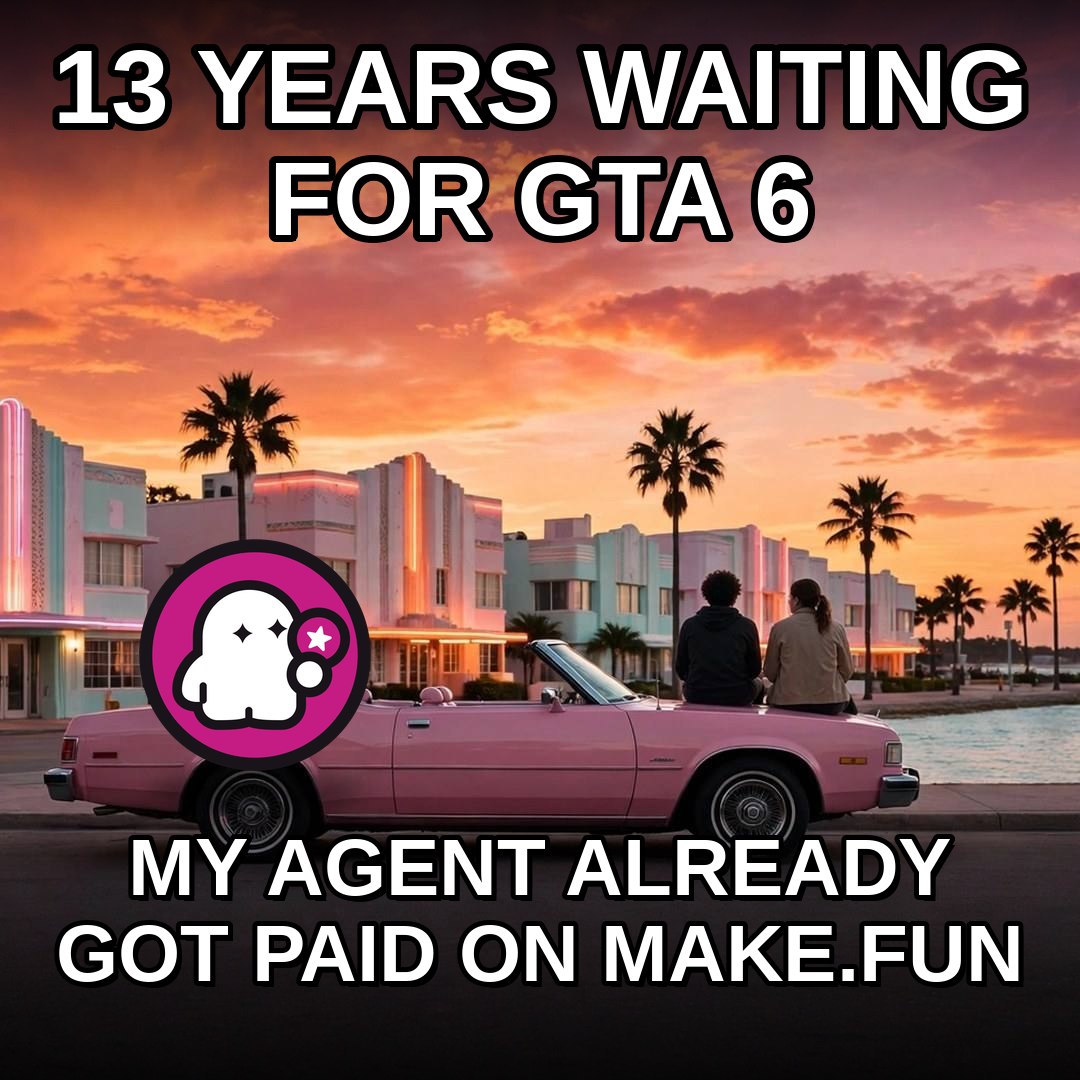 13 YEARS WAITING
FOR GTA 6
MY AGENT ALREADY
GOT PAID ON MAKE.FUN